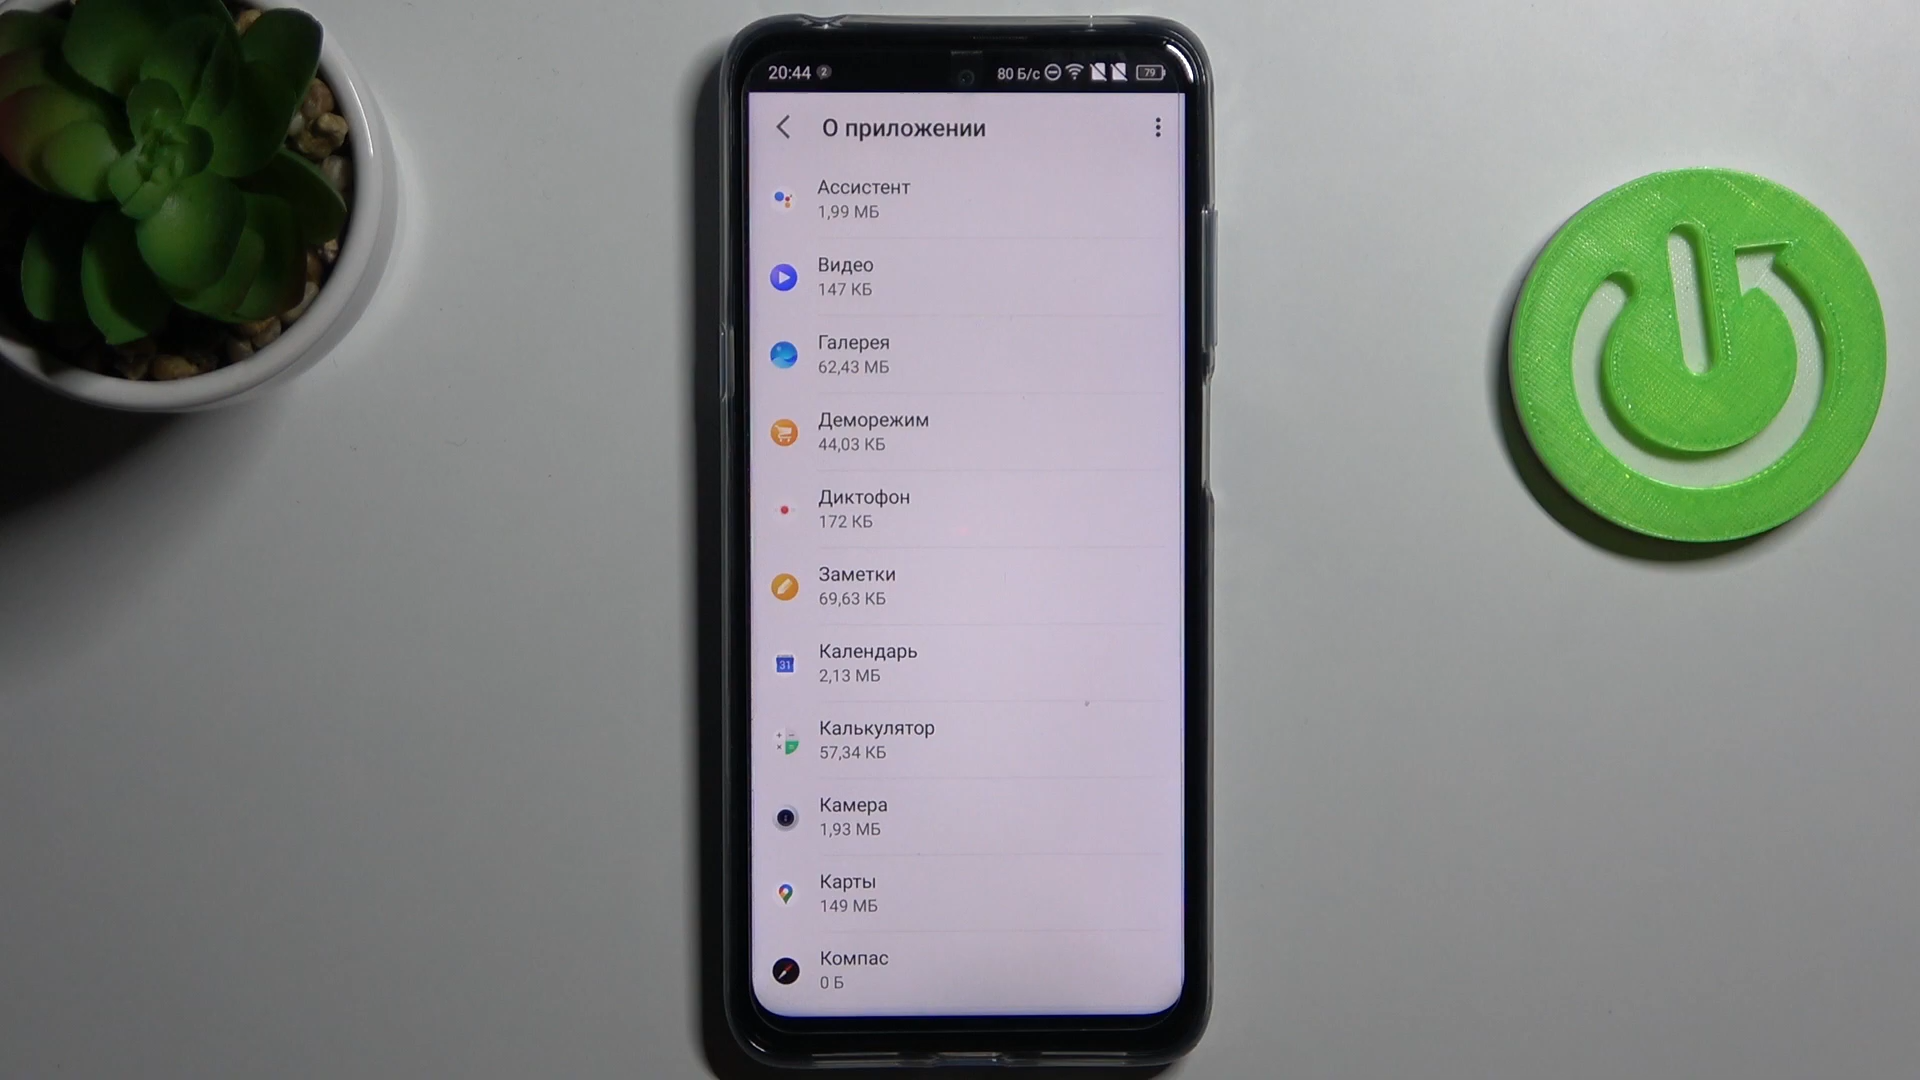 20:44 2 80 Б/с 79
О приложении
Ассистент
1,99 МБ
Видео
147 КБ
Галерея
62,43 МБ
Деморежим
44,03 КБ
Диктофон
172 КБ
Заметки
69,63 КБ
31
Календарь
2,13 МБ
Калькулятор
57,34 КБ
Камера
1,93 МБ
Карты
149 МБ
Компас
0 Б